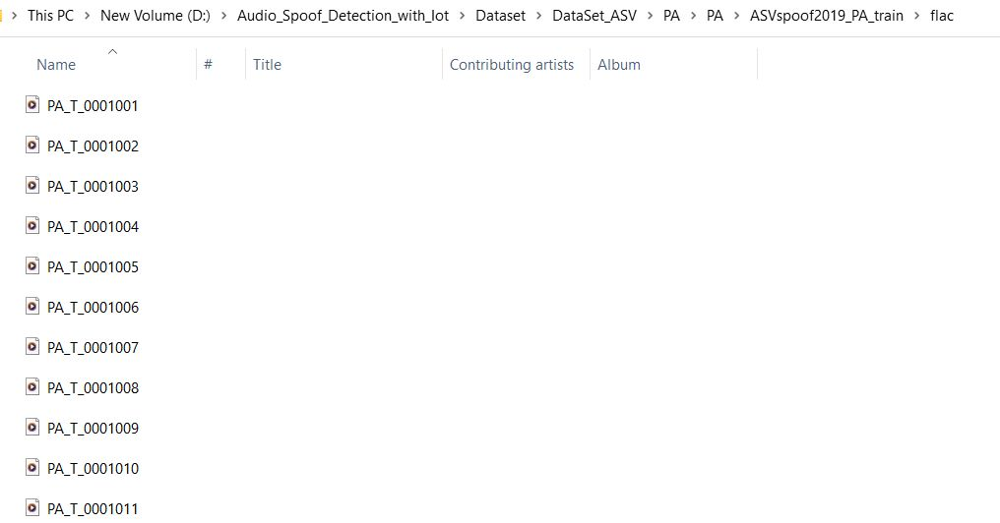 This PC > New Volume (D:) > Audio_Spoof_Detection_with_Iot > Dataset > DataSet_ASV > PA > PA > ASVspoof2019_PA_train > flac
Name # Title Contributing artists Album
PA_T_0001001
PA_T_0001002
PA_T_0001003
PA_T_0001004
PA_T_0001005
PA_T_0001006
PA_T_0001007
PA_T_0001008
PA_T_0001009
PA_T_0001010
PA_T_0001011